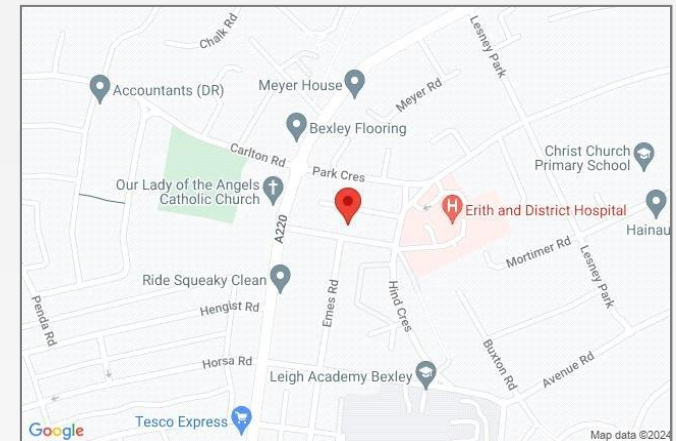 Chalk Rd
Lesney Park
Accountants (DR)
Meyer House
Meyer Rd
Bexley Flooring
Christ Church
Primary School
Carlton Rd
Park Cres
Our Lady of the Angels
Catholic Church
A220
H
Erith and District Hospital
Hainau
Mortimer Rd
Lesney Park
Ride Squeaky Clean
Emes Rd
Hind Cres
Penda Rd
Hengist Rd
Buxton Rd
Horsa Rd
Avenue Rd
Leigh Academy Bexley
Tesco Express
Google
Map data ©2024